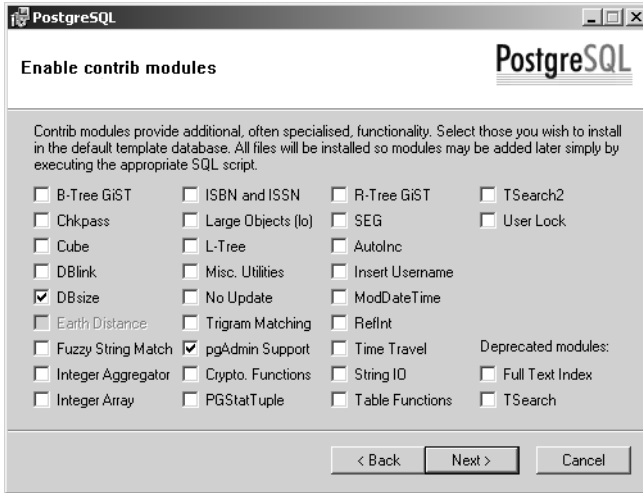 PostgreSQL
Enable contrib modules
PostgreSQL
Contrib modules provide additional, often specialised, functionality. Select those you wish to install
in the default template database. All files will be installed so modules may be added later simply by
executing the appropriate SQL script.
B-Tree GiST
Chkpass
Cube
DBlink
DBsize
Earth Distance
Fuzzy String Match
Integer Aggregator
Integer Array
ISBN and ISSN
Large Objects (lo)
L-Tree
Misc. Utilities
No Update
Trigram Matching
pgAdmin Support
Crypto. Functions
PGStatTuple
R-Tree GiST
SEG
AutoInc
Insert Username
ModDateTime
RefInt
Time Travel
String IO
Table Functions
TSearch2
User Lock
Deprecated modules:
Full Text Index
TSearch
< Back
Next >
Cancel